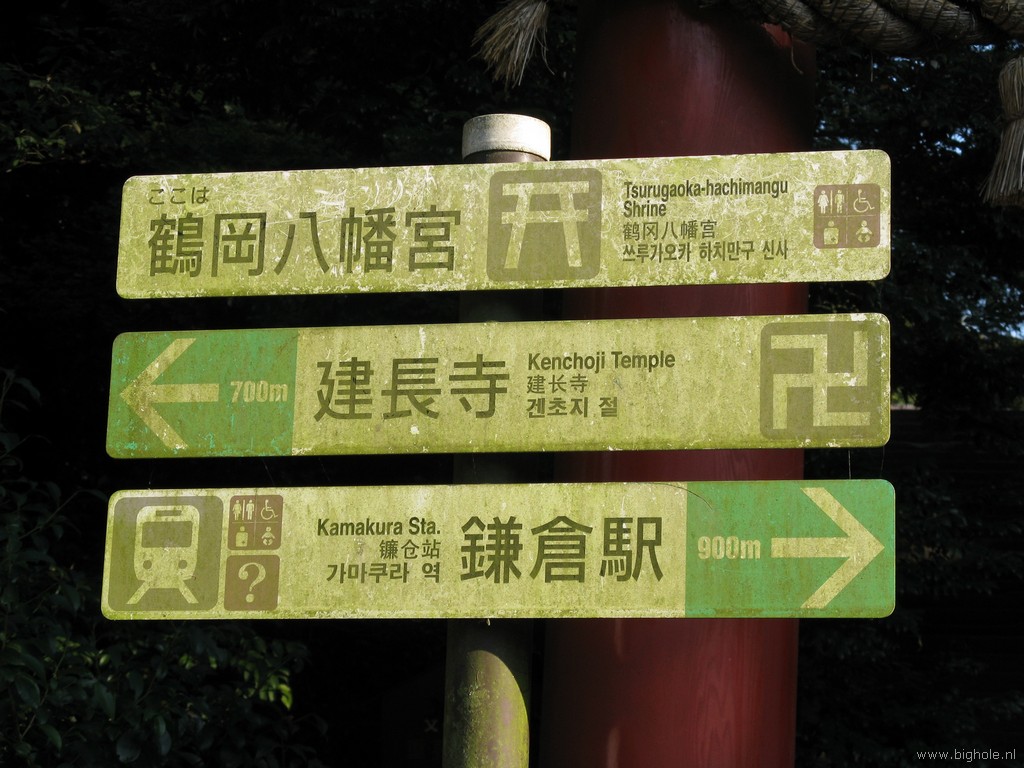 ここは
鶴岡八幡宮
Tsurugaoka-hachimangu
Shrine
鹤冈八幡宫
쓰루가오카 하치만구 신사
700m
建長寺
Kenchoji Temple
建长寺
겐초지 절
?
Kamakura Sta.
镰仓站
가마쿠라 역
鎌倉駅
900m
www.bighole.nl